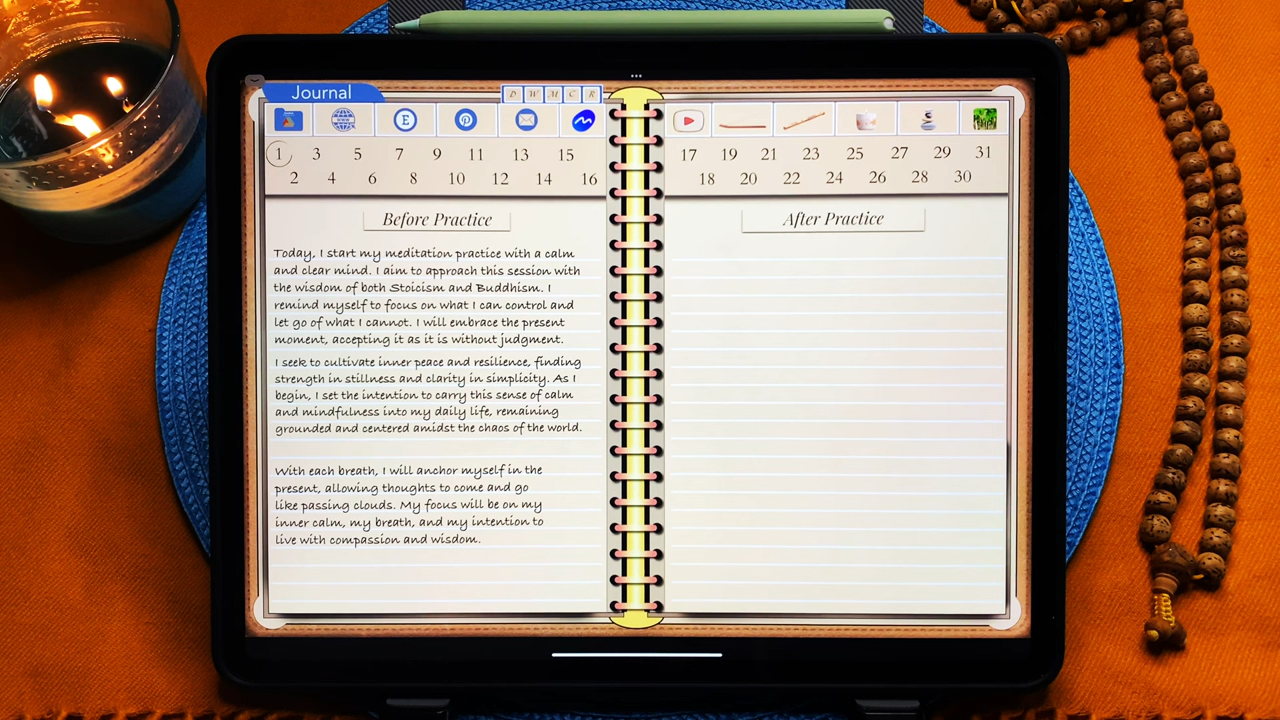 Journal
D W M C R
WWW
E
1 3 5 7 9 11 13 15 17 19 21 23 25 27 29 31
2 4 6 8 10 12 14 16 18 20 22 24 26 28 30
Before Practice
Today, I start my meditation practice with a calm
and clear mind. I aim to approach this session with
the wisdom of both Stoicism and Buddhism. I
remind myself to focus on what I can control and
let go of what I cannot. I will embrace the present
moment, accepting it as it is without judgment.
I seek to cultivate inner peace and resilience, finding
strength in stillness and clarity in simplicity. As I
begin, I set the intention to carry this sense of calm
and mindfulness into my daily life, remaining
grounded and centered amidst the chaos of the world.
With each breath, I will anchor myself in the
present, allowing thoughts to come and go
like passing clouds. My focus will be on my
inner calm, my breath, and my intention to
live with compassion and wisdom.
After Practice